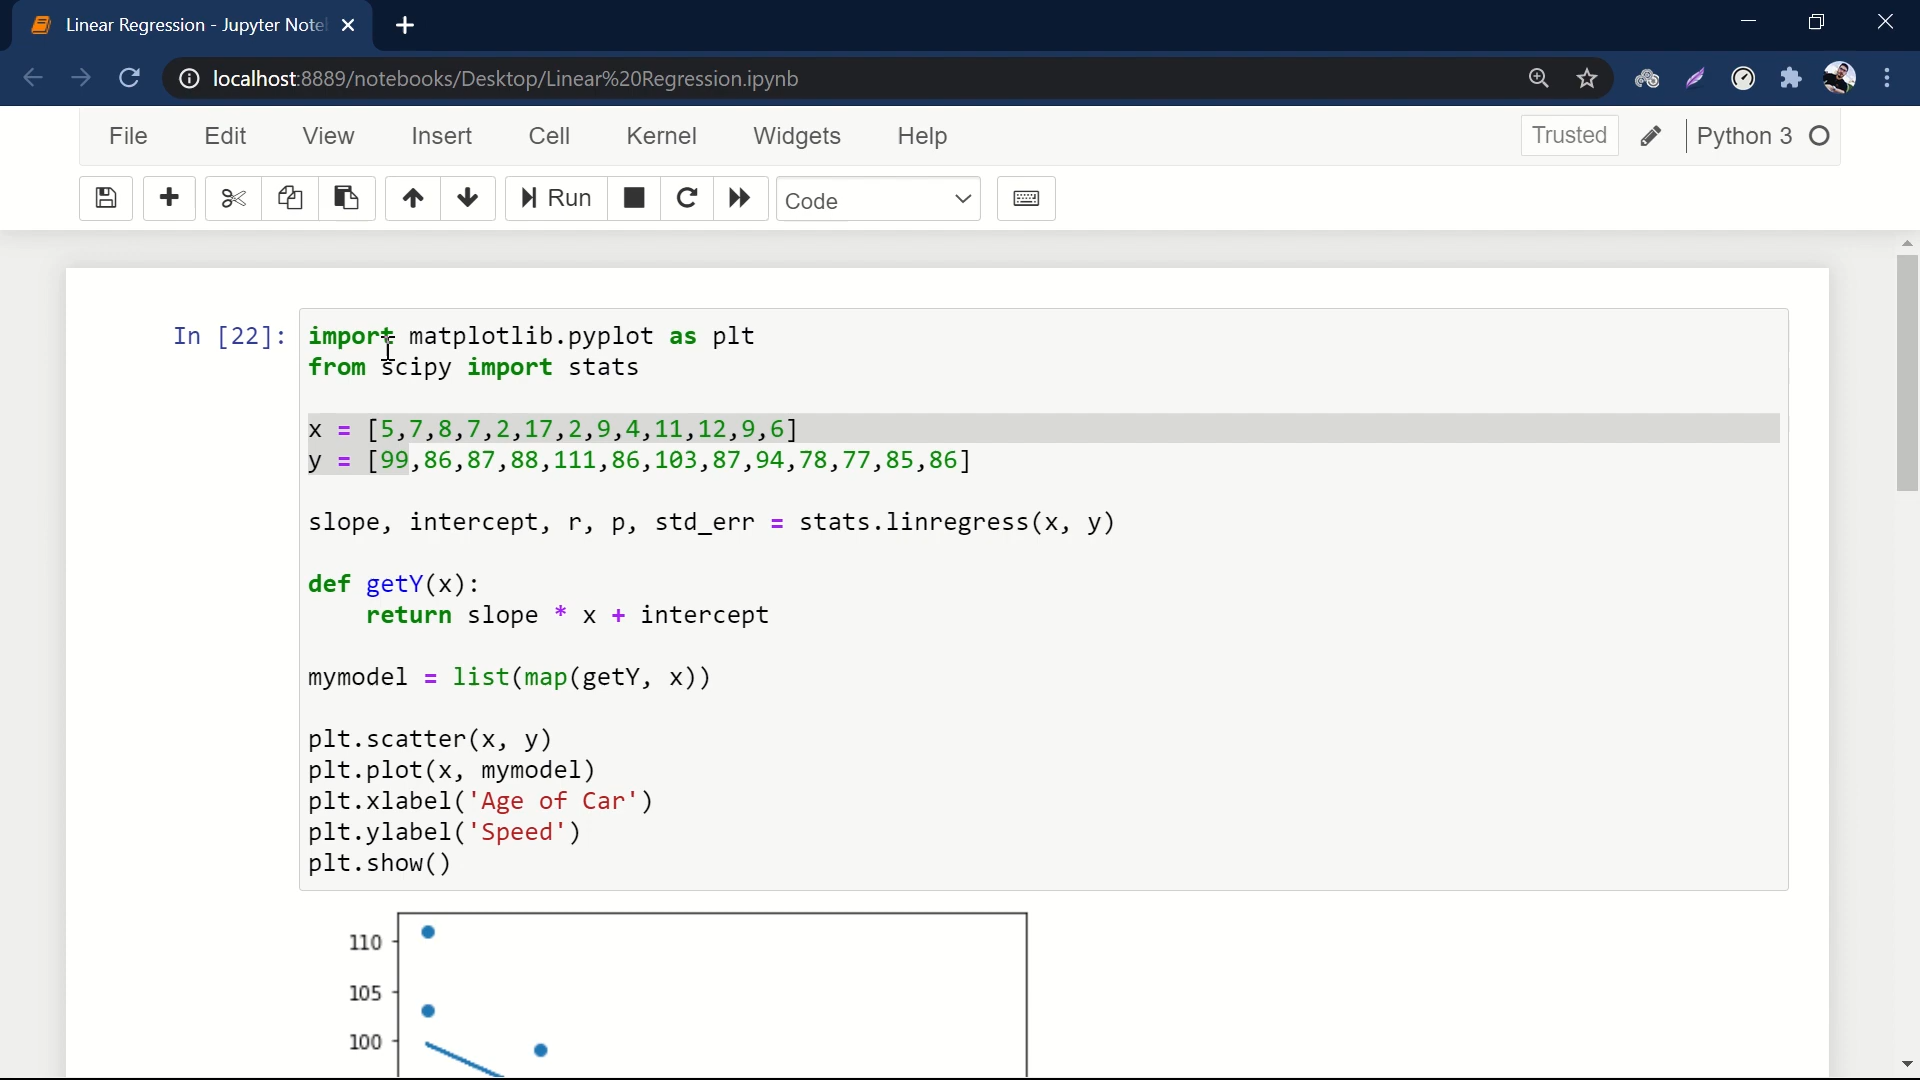 Linear Regression - Jupyter Note
localhost:8889/notebooks/Desktop/Linear%20Regression.ipynb
File Edit View Insert Cell Kernel Widgets Help Trusted Python 3
Run Code
In [22]: import matplotlib.pyplot as plt
from scipy import stats
x = [5,7,8,7,2,17,2,9,4,11,12,9,6]
y = [99,86,87,88,111,86,103,87,94,78,77,85,86]
slope, intercept, r, p, std_err = stats.linregress(x, y)
def getY(x):
    return slope * x + intercept
mymodel = list(map(getY, x))
plt.scatter(x, y)
plt.plot(x, mymodel)
plt.xlabel('Age of Car')
plt.ylabel('Speed')
plt.show()
110
105
100